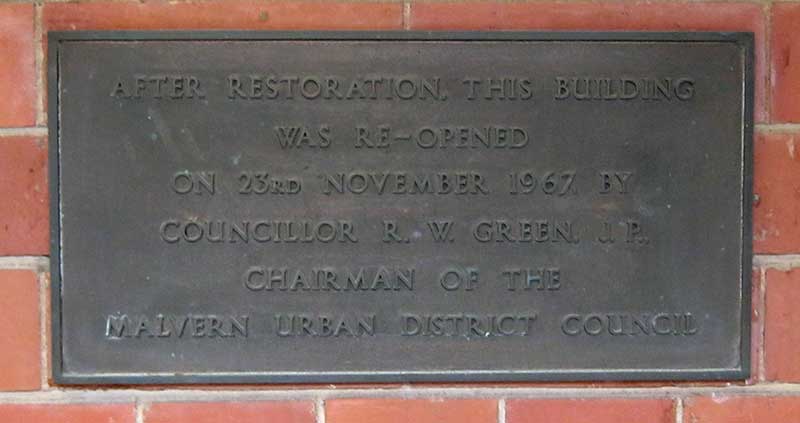 AFTER RESTORATION, THIS BUILDING
WAS RE-OPENED
ON 23RD NOVEMBER 1967, BY
COUNCILLOR R. W. GREEN, J. P.,
CHAIRMAN OF THE
MALVERN URBAN DISTRICT COUNCIL